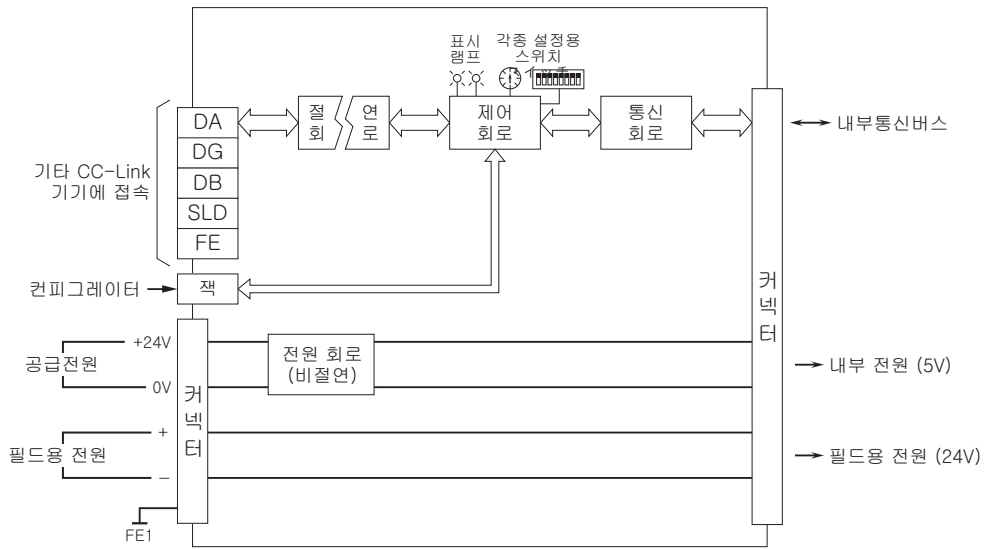 표시
램프
각종 설정용
스위치
DA
DG
DB
SLD
FE
기타 CC-Link
기기에 접속
절 연
회 로
제어
회로
통신
회로
내부통신버스
컨피그레이터
잭
커넥터
+24V
공급전원
0V
전원 회로
(비절연)
내부 전원 (5V)
커넥터
+
필드용 전원
−
필드용 전원 (24V)
FE1